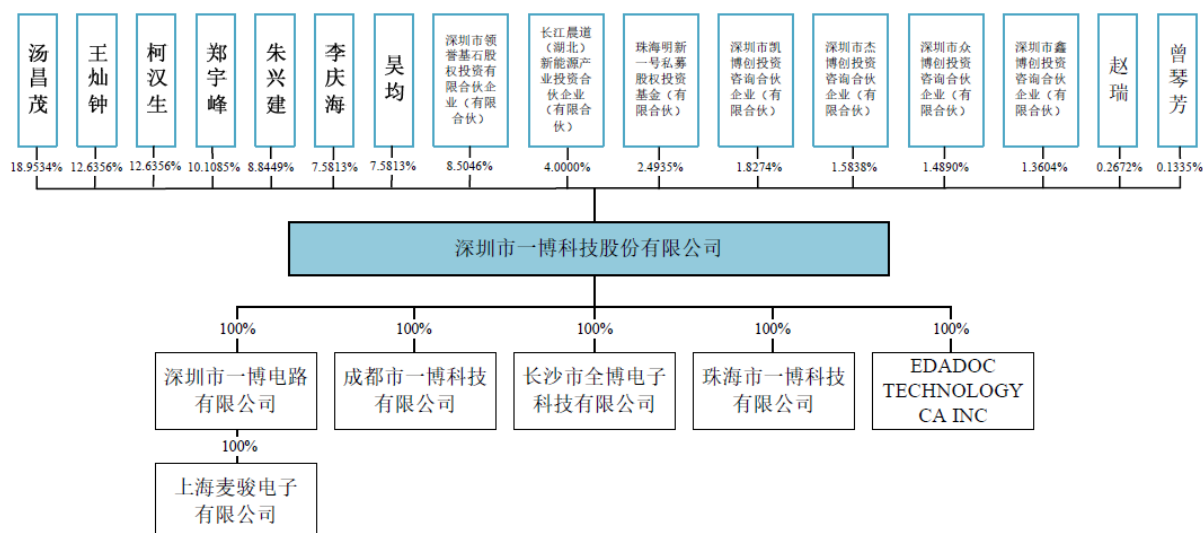 汤昌茂
王灿钟
柯汉生
郑宇峰
朱兴建
李庆海
吴均
深圳市领
誉基石股
权投资有
限合伙企
业（有限
合伙）
长江晨道
（湖北）
新能源产
业投资合
伙企业
（有限合
伙）
珠海明新
一号私募
股权投资
基金（有
限合伙）
深圳市凯
博创投资
咨询合伙
企业（有
限合伙）
深圳市杰
博创投资
咨询合伙
企业（有
限合伙）
深圳市众
博创投资
咨询合伙
企业（有
限合伙）
深圳市鑫
博创投资
咨询合伙
企业（有
限合伙）
赵瑞
曾琴芳
18.9534% 12.6356% 12.6356% 10.1085% 8.8449% 7.5813% 7.5813% 8.5046% 4.0000% 2.4935% 1.8274% 1.5838% 1.4890% 1.3604% 0.2672% 0.1335%
深圳市一博科技股份有限公司
100% 100% 100% 100% 100%
深圳市一博电路
有限公司
成都市一博科技
有限公司
长沙市全博电子
科技有限公司
珠海市一博科技
有限公司
EDADOC
TECHNOLOGY
CA INC
100%
上海麦骏电子
有限公司